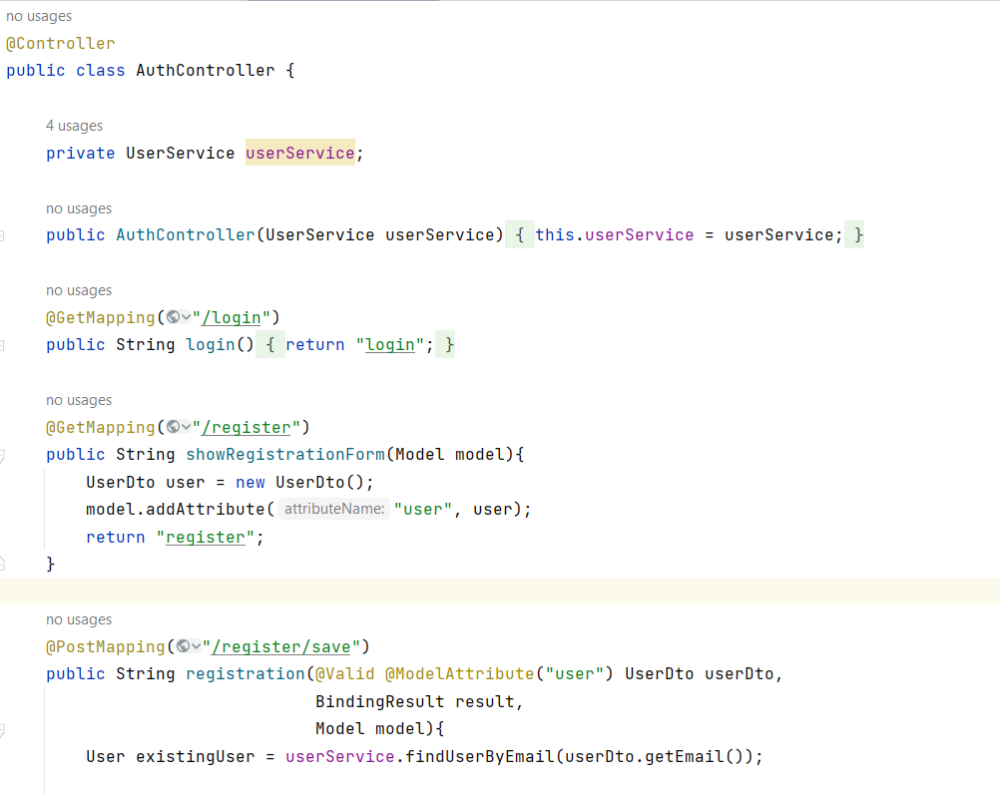 no usages
@Controller
public class AuthController {
4 usages
private UserService userService;
no usages
public AuthController(UserService userService) { this.userService = userService; }
no usages
@GetMapping("/login")
public String login() { return "login"; }
no usages
@GetMapping("/register")
public String showRegistrationForm(Model model){
UserDto user = new UserDto();
model.addAttribute( attributeName: "user", user);
return "register";
}
no usages
@PostMapping("/register/save")
public String registration(@Valid @ModelAttribute("user") UserDto userDto,
BindingResult result,
Model model){
User existingUser = userService.findUserByEmail(userDto.getEmail());